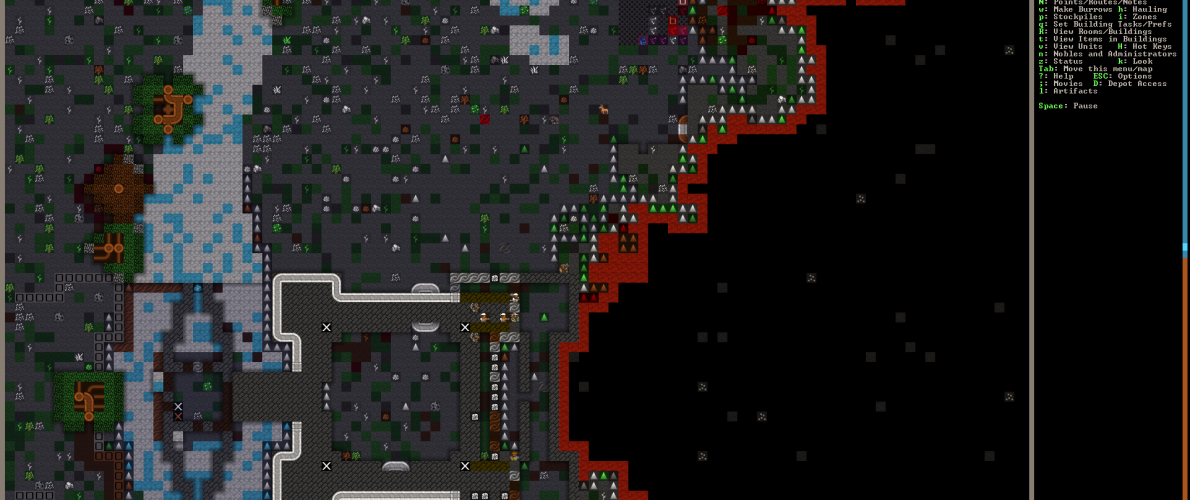 N: Points/Routes/Notes
w: Make Burrows h: Hauling
p: Stockpiles i: Zones
q: Set Building Tasks/Prefs
R: View Rooms/Buildings
t: View Items in Buildings
v: View Units H: Hot Keys
n: Nobles and Administrators
z: Status k: Look
Tab: Move this menu/map
?: Help ESC: Options
;: Movies D: Depot Access
l: Artifacts
Space: Pause